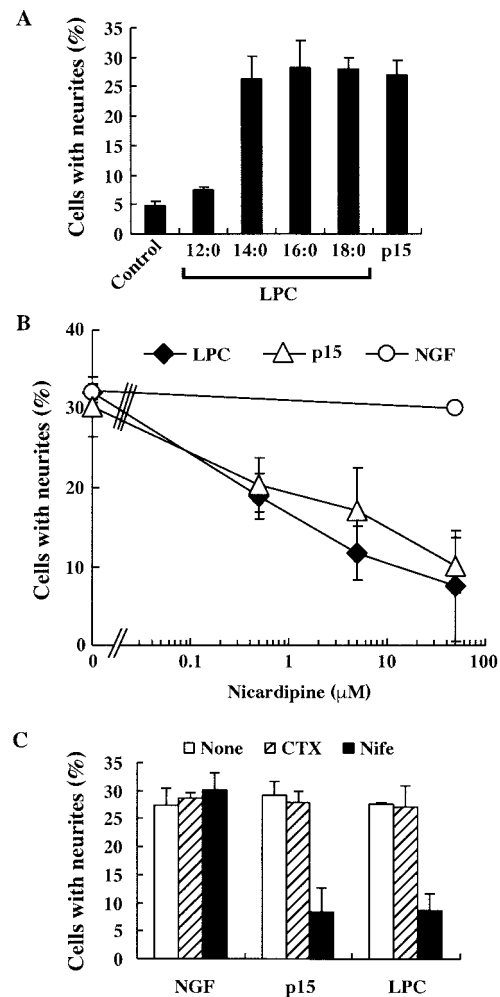 A
Cells with neurites (%)
35
30
25
20
15
10
5
0
Control 12:0 14:0 16:0 18:0 p15
LPC
B
Cells with neurites (%)
LPC p15 NGF
40
30
20
10
0
0 0.1 1 10 100
Nicardipine (µM)
C
None CTX Nife
Cells with neurites (%)
35
30
25
20
15
10
5
0
NGF p15 LPC